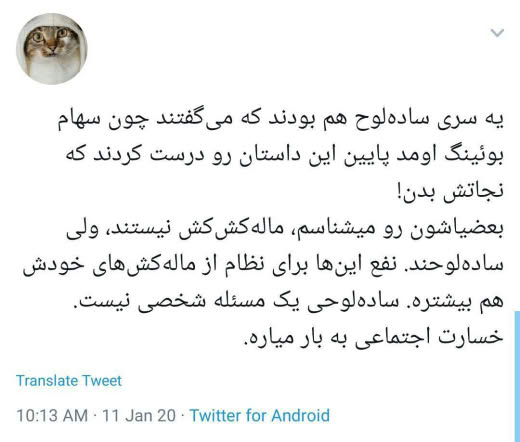 یه سری ساده‌لوح هم بودند که می‌گفتند چون سهام
بوئینگ اومد پایین این داستان رو درست کردند که
نجاتش بدن!
بعضیاشون رو میشناسم، ماله‌کش‌کش نیستند، ولی
ساده‌لوحند. نفع این‌ها برای نظام از ماله‌کش‌های خودش
هم بیشتره. ساده‌لوحی یک مسئله شخصی نیست.
خسارت اجتماعی به بار میاره.
Translate Tweet
10:13 AM · 11 Jan 20 · Twitter for Android